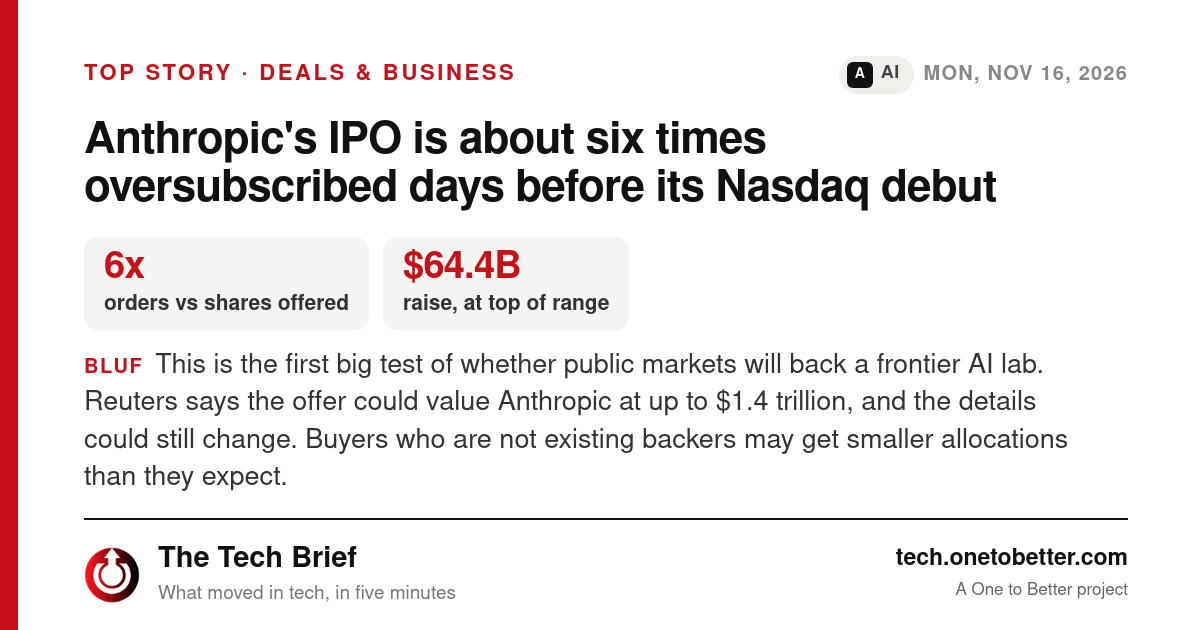 TOP STORY · DEALS & BUSINESS
A AI MON, NOV 16, 2026
Anthropic's IPO is about six times
oversubscribed days before its Nasdaq debut
6x
orders vs shares offered
$64.4B
raise, at top of range
BLUF This is the first big test of whether public markets will back a frontier AI lab.
Reuters says the offer could value Anthropic at up to $1.4 trillion, and the details
could still change. Buyers who are not existing backers may get smaller allocations
than they expect.
The Tech Brief
What moved in tech, in five minutes
tech.onetobetter.com
A One to Better project